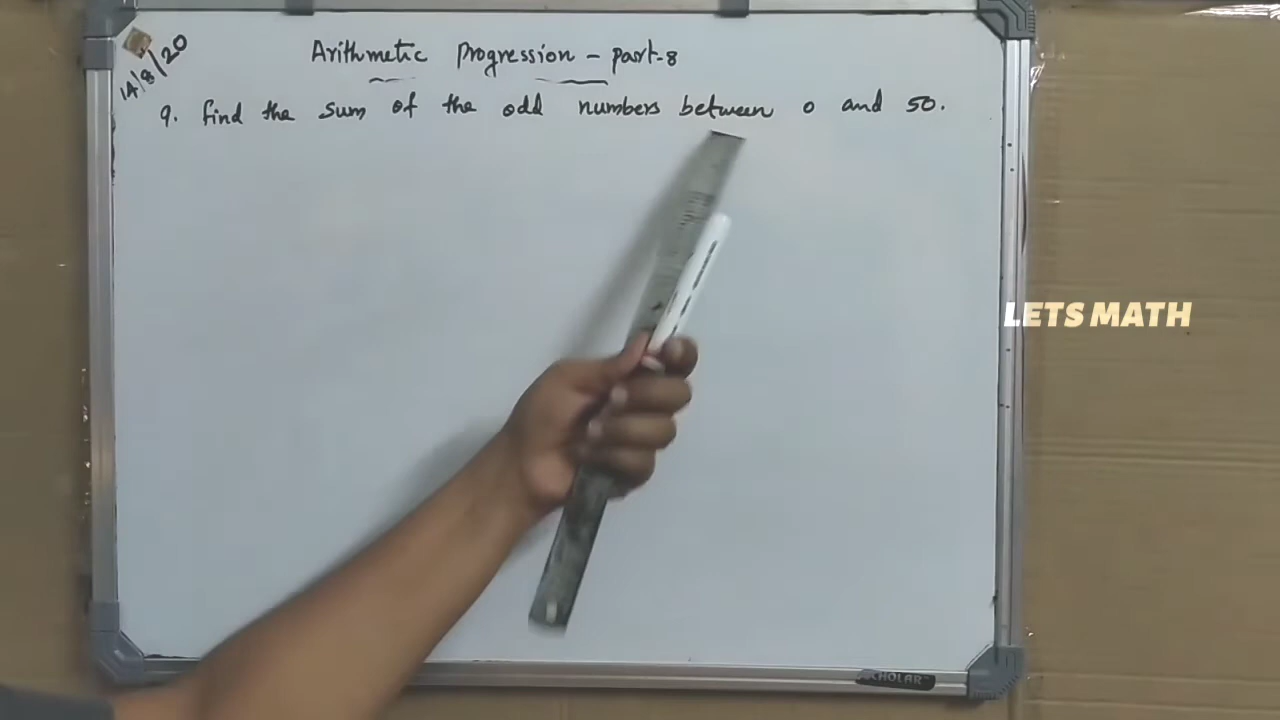 14/8/20
Arithmetic Progression - part-8
9. find the sum of the odd numbers between 0 and 50.
LETS MATH
SCHOLAR